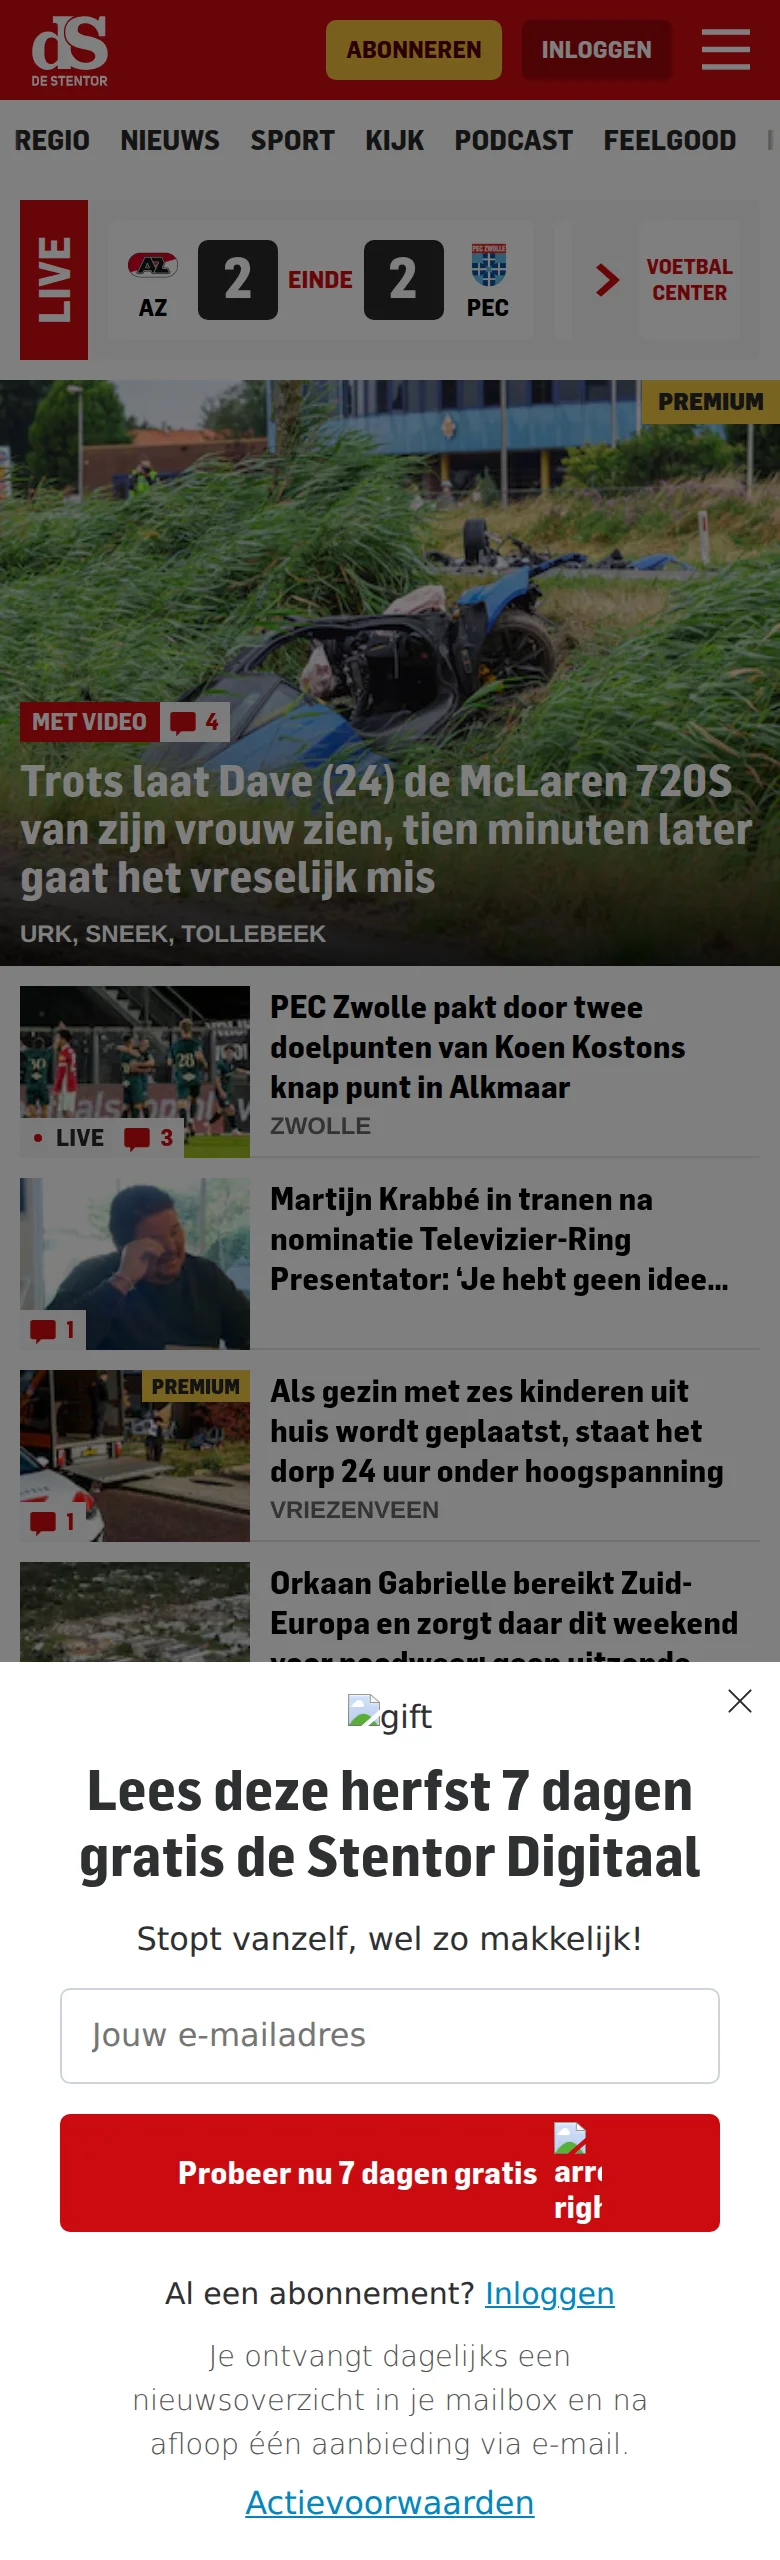 dS
DE STENTOR
ABONNEREN
INLOGGEN
REGIO NIEUWS SPORT KIJK PODCAST FEELGOOD
LIVE
AZ
2
EINDE
2
PEC ZWOLLE
PEC
VOETBAL
CENTER
PREMIUM
MET VIDEO
4
Trots laat Dave (24) de McLaren 720S
van zijn vrouw zien, tien minuten later
gaat het vreselijk mis
URK, SNEEK, TOLLEBEEK
30
28
LIVE
3
PEC Zwolle pakt door twee
doelpunten van Koen Kostons
knap punt in Alkmaar
ZWOLLE
1
Martijn Krabbé in tranen na
nominatie Televizier-Ring
Presentator: ‘Je hebt geen idee...
PREMIUM
1
Als gezin met zes kinderen uit
huis wordt geplaatst, staat het
dorp 24 uur onder hoogspanning
VRIEZENVEEN
Orkaan Gabrielle bereikt Zuid-
Europa en zorgt daar dit weekend
gift
Lees deze herfst 7 dagen
gratis de Stentor Digitaal
Stopt vanzelf, wel zo makkelijk!
Jouw e-mailadres
Probeer nu 7 dagen gratis
Al een abonnement? Inloggen
Je ontvangt dagelijks een
nieuwsoverzicht in je mailbox en na
afloop één aanbieding via e-mail.
Actievoorwaarden